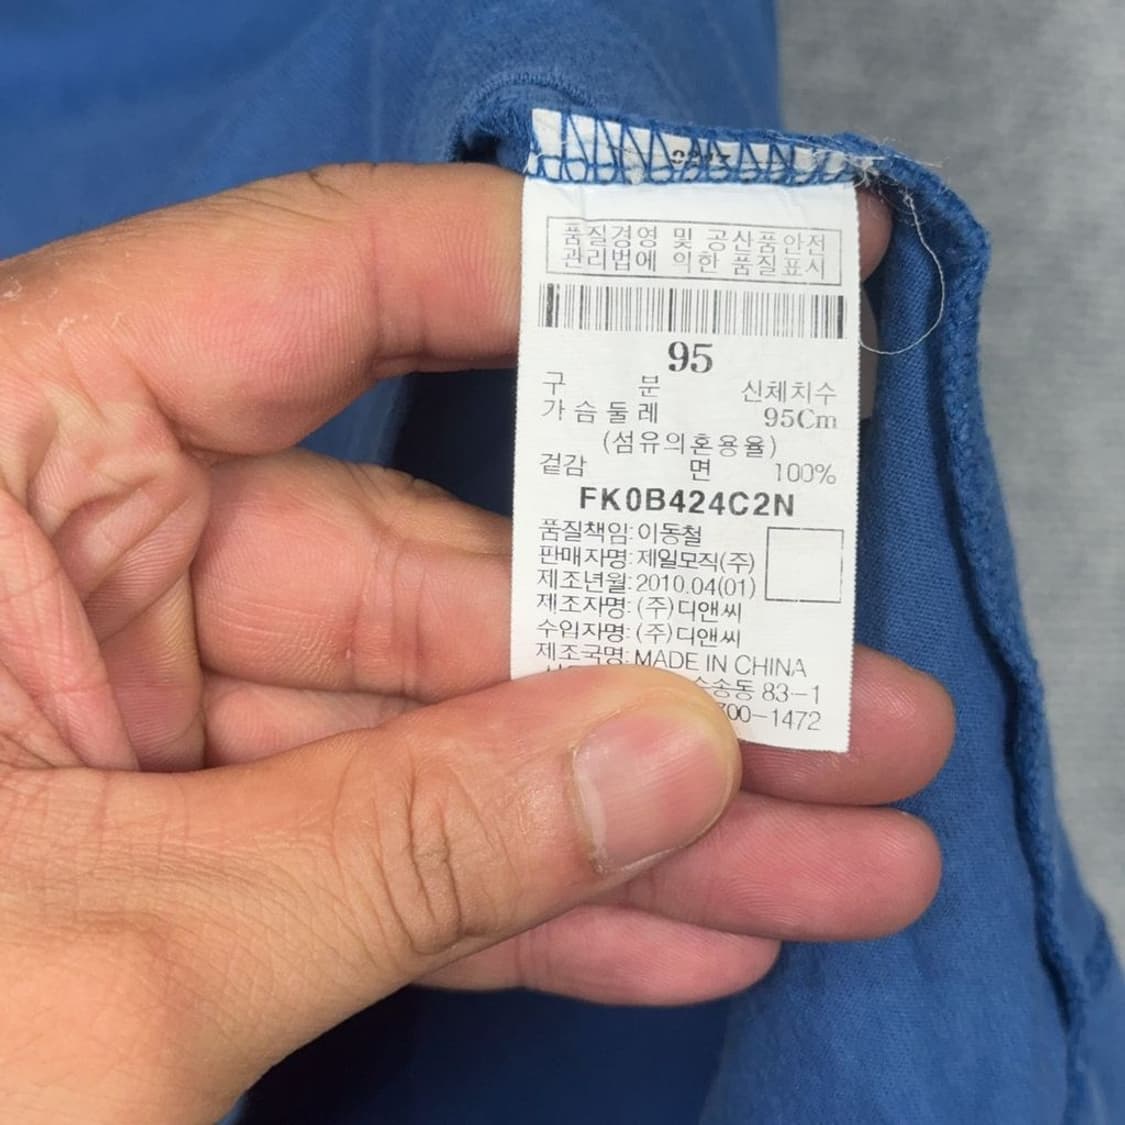 품질경영 및 공산품안전
관리법에 의한 품질표시
95
구 분 신체치수
가슴둘레 95Cm
(섬유의혼용율)
겉감 면 100%
FK0B424C2N
품질책임: 이동철
판매자명: 제일모직(주)
제조년월: 2010.04(01)
제조자명: (주)디앤씨
수입자명: (주)디앤씨
제조국명: MADE IN CHINA
수송동 83-1
700-1472